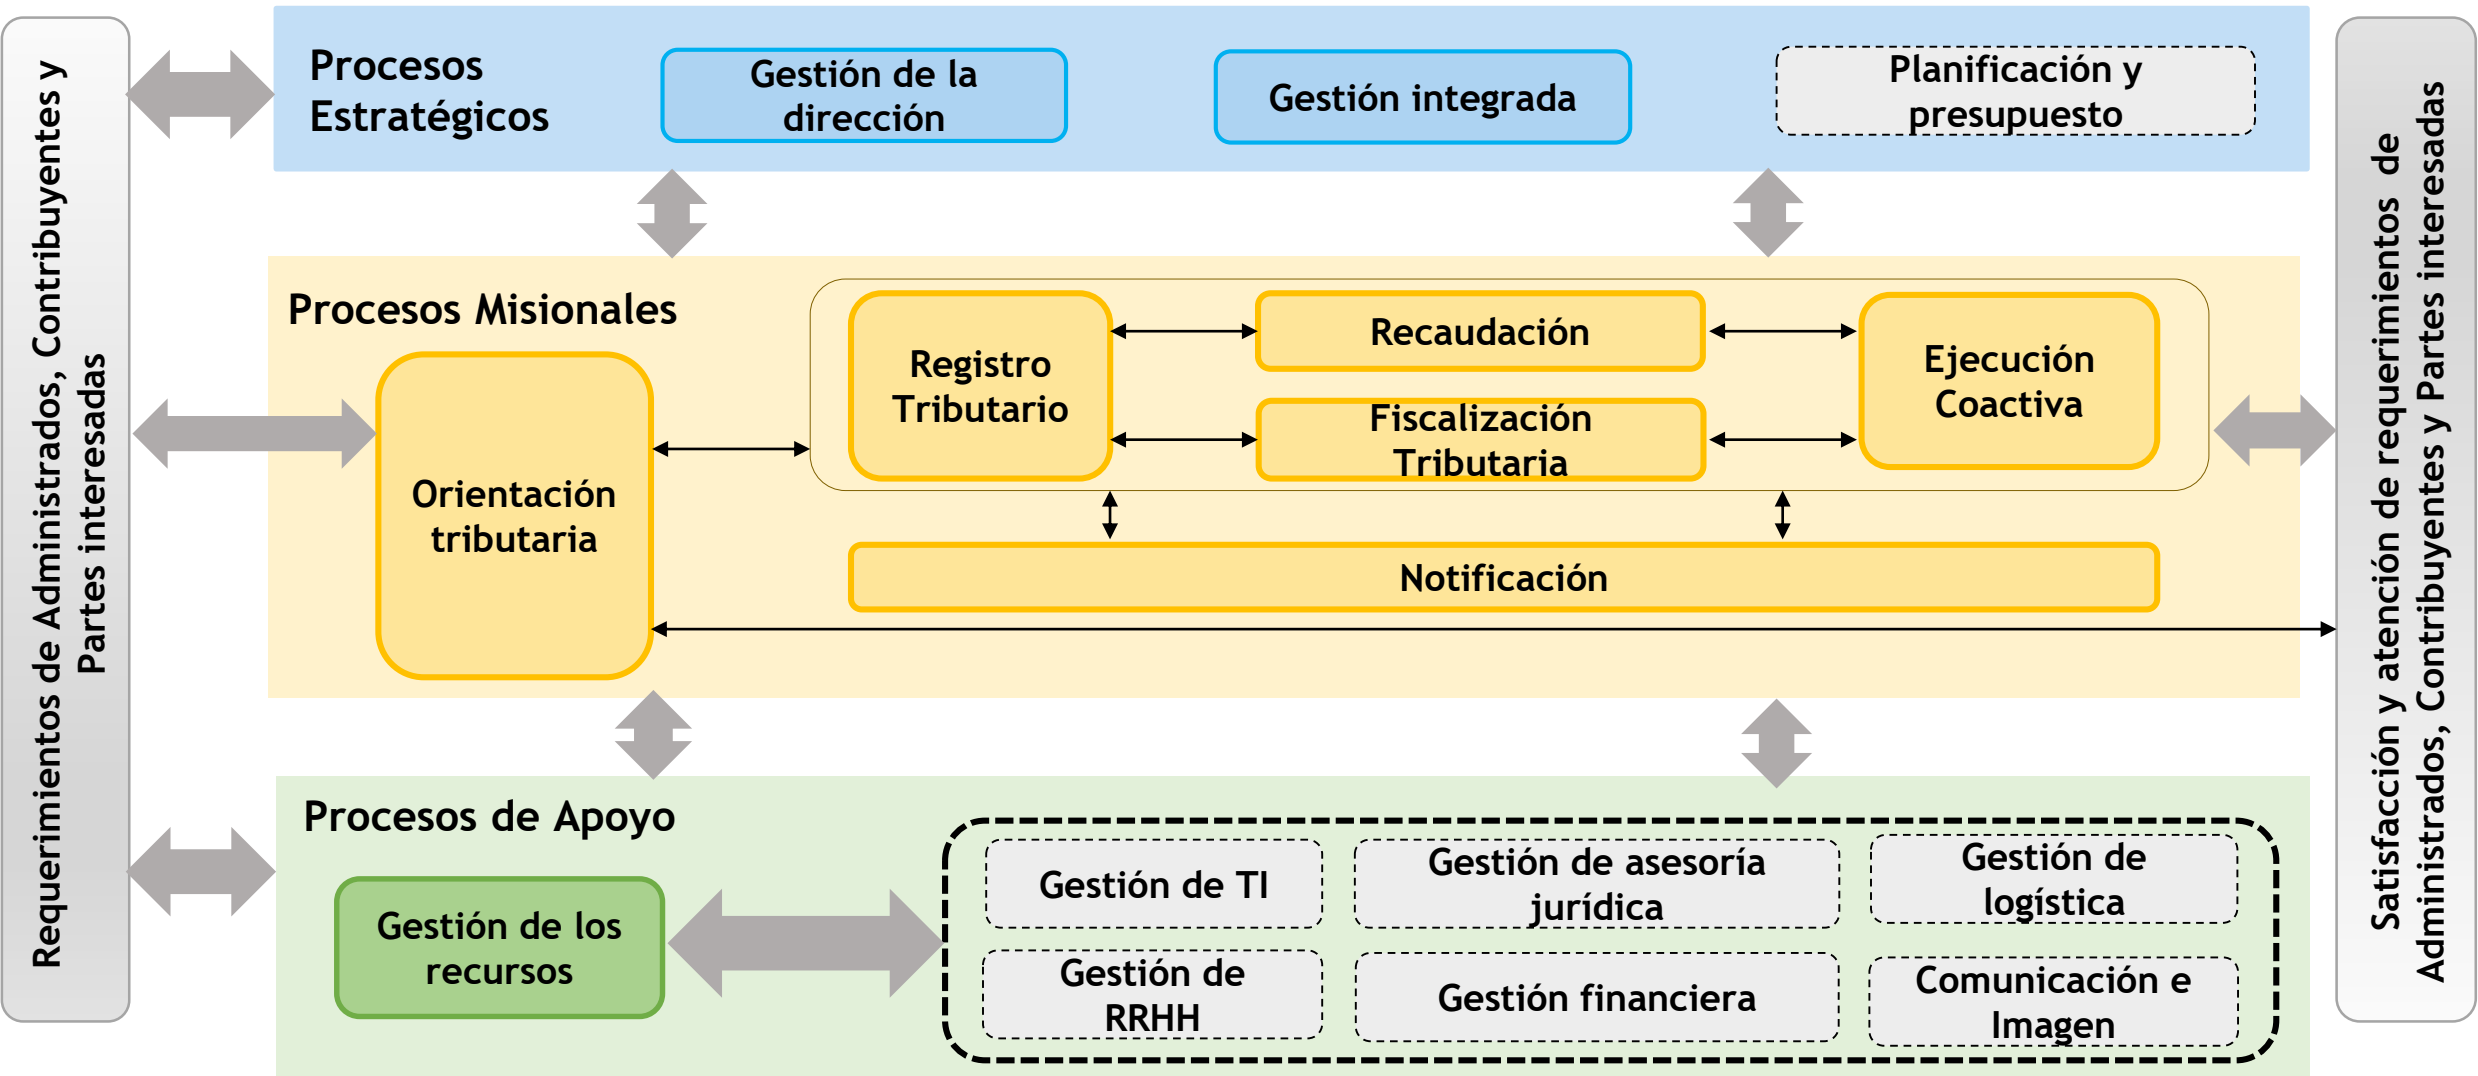 Requerimientos de Administrados, Contribuyentes y
Partes interesadas
Procesos
Estratégicos
Gestión de la
dirección
Gestión integrada
Planificación y
presupuesto
Procesos Misionales
Orientación
tributaria
Registro
Tributario
Recaudación
Fiscalización
Tributaria
Ejecución
Coactiva
Notificación
Procesos de Apoyo
Gestión de los
recursos
Gestión de TI
Gestión de asesoría
jurídica
Gestión de
logística
Gestión de
RRHH
Gestión financiera
Comunicación e
Imagen
Satisfacción y atención de requerimientos de
Administrados, Contribuyentes y Partes interesadas